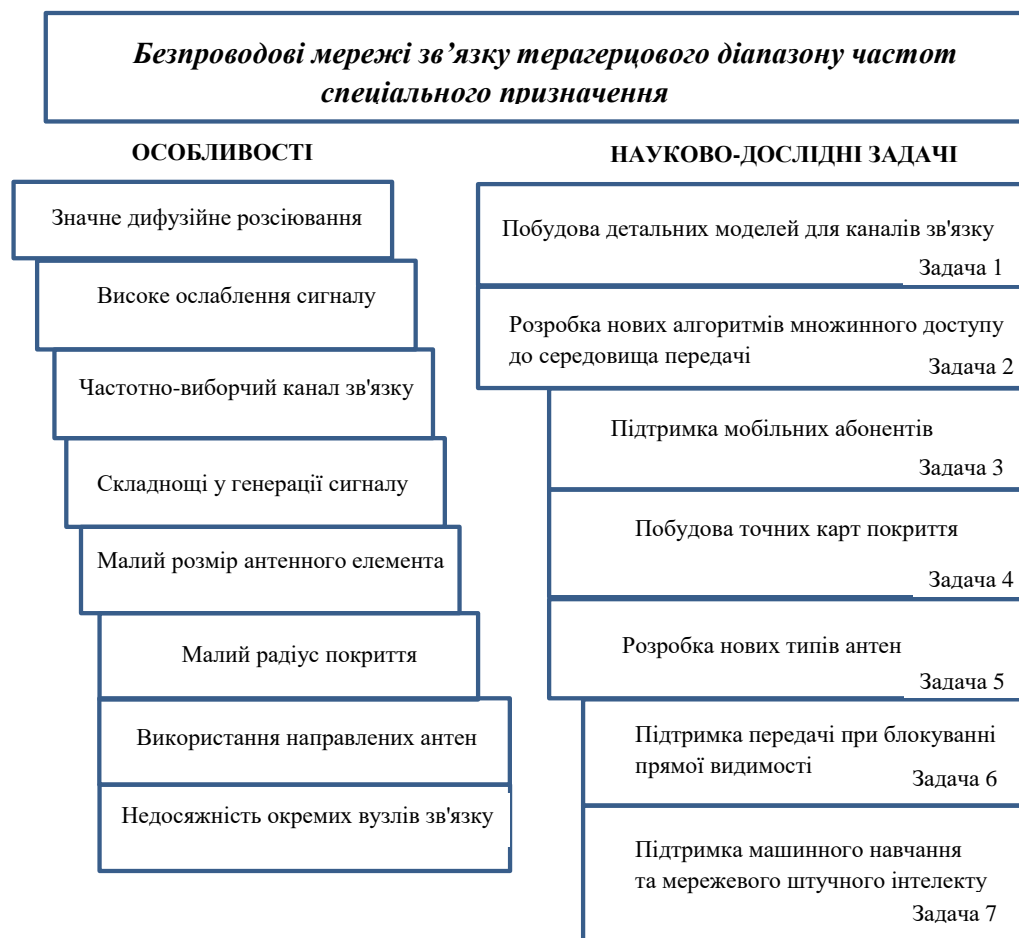 Безпроводові мережі зв’язку терагерцового діапазону частот
спеціального призначення
ОСОБЛИВОСТІ
Значне дифузійне розсіювання
Високе ослаблення сигналу
Частотно-виборчий канал зв'язку
Складнощі у генерації сигналу
Малий розмір антенного елемента
Малий радіус покриття
Використання направлених антен
Недосяжність окремих вузлів зв'язку
НАУКОВО-ДОСЛІДНІ ЗАДАЧІ
Побудова детальних моделей для каналів зв'язку
Задача 1
Розробка нових алгоритмів множинного доступу
до середовища передачі
Задача 2
Підтримка мобільних абонентів
Задача 3
Побудова точних карт покриття
Задача 4
Розробка нових типів антен
Задача 5
Підтримка передачі при блокуванні
прямої видимості
Задача 6
Підтримка машинного навчання
та мережевого штучного інтелекту
Задача 7